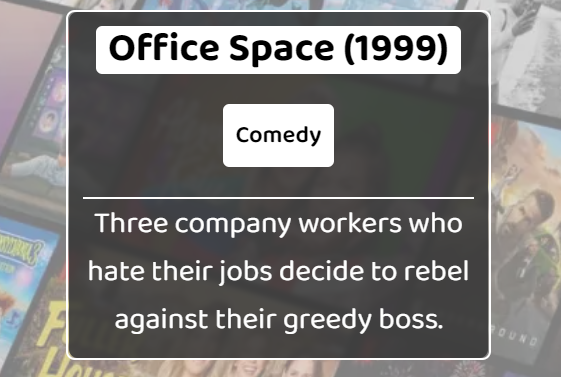 Office Space (1999)
Comedy
Three company workers who
hate their jobs decide to rebel
against their greedy boss.